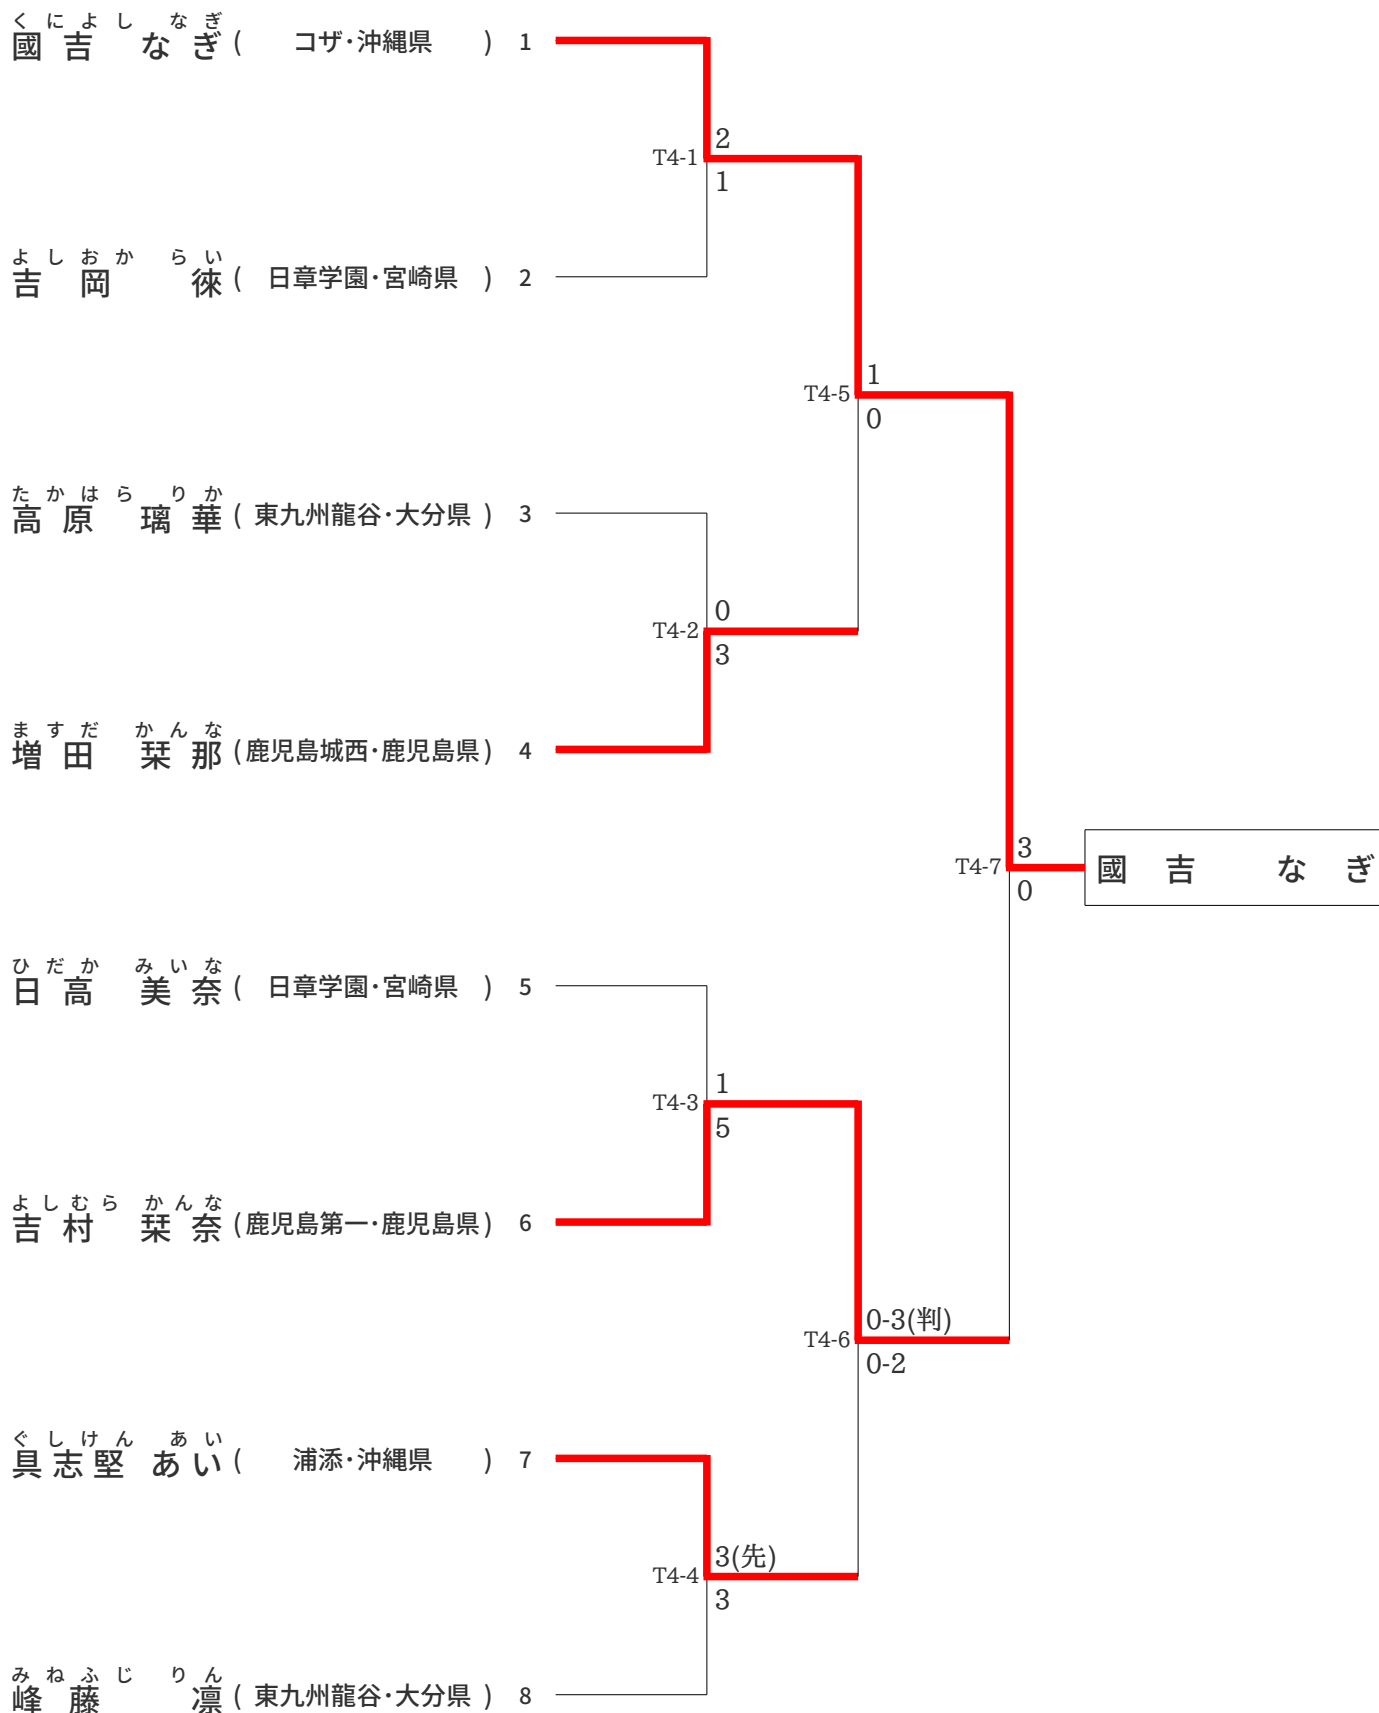 くによし なぎ
國吉 なぎ ( コザ・沖縄県 ) 1
2
T4-1
1
よしおか らい
吉岡 徠 ( 日章学園・宮崎県 ) 2
1
T4-5
0
たかはら りか
高原 璃華 ( 東九州龍谷・大分県 ) 3
0
T4-2
3
ますだ かんな
増田 栞那 (鹿児島城西・鹿児島県) 4
3
T4-7 國吉 なぎ
0
ひだか みいな
日高 美奈 ( 日章学園・宮崎県 ) 5
1
T4-3
5
よしむら かんな
吉村 栞奈 (鹿児島第一・鹿児島県) 6
0-3(判)
T4-6
0-2
ぐしけん あい
具志堅 あい ( 浦添・沖縄県 ) 7
3(先)
T4-4
3
みねふじ りん
峰藤 凛 ( 東九州龍谷・大分県 ) 8